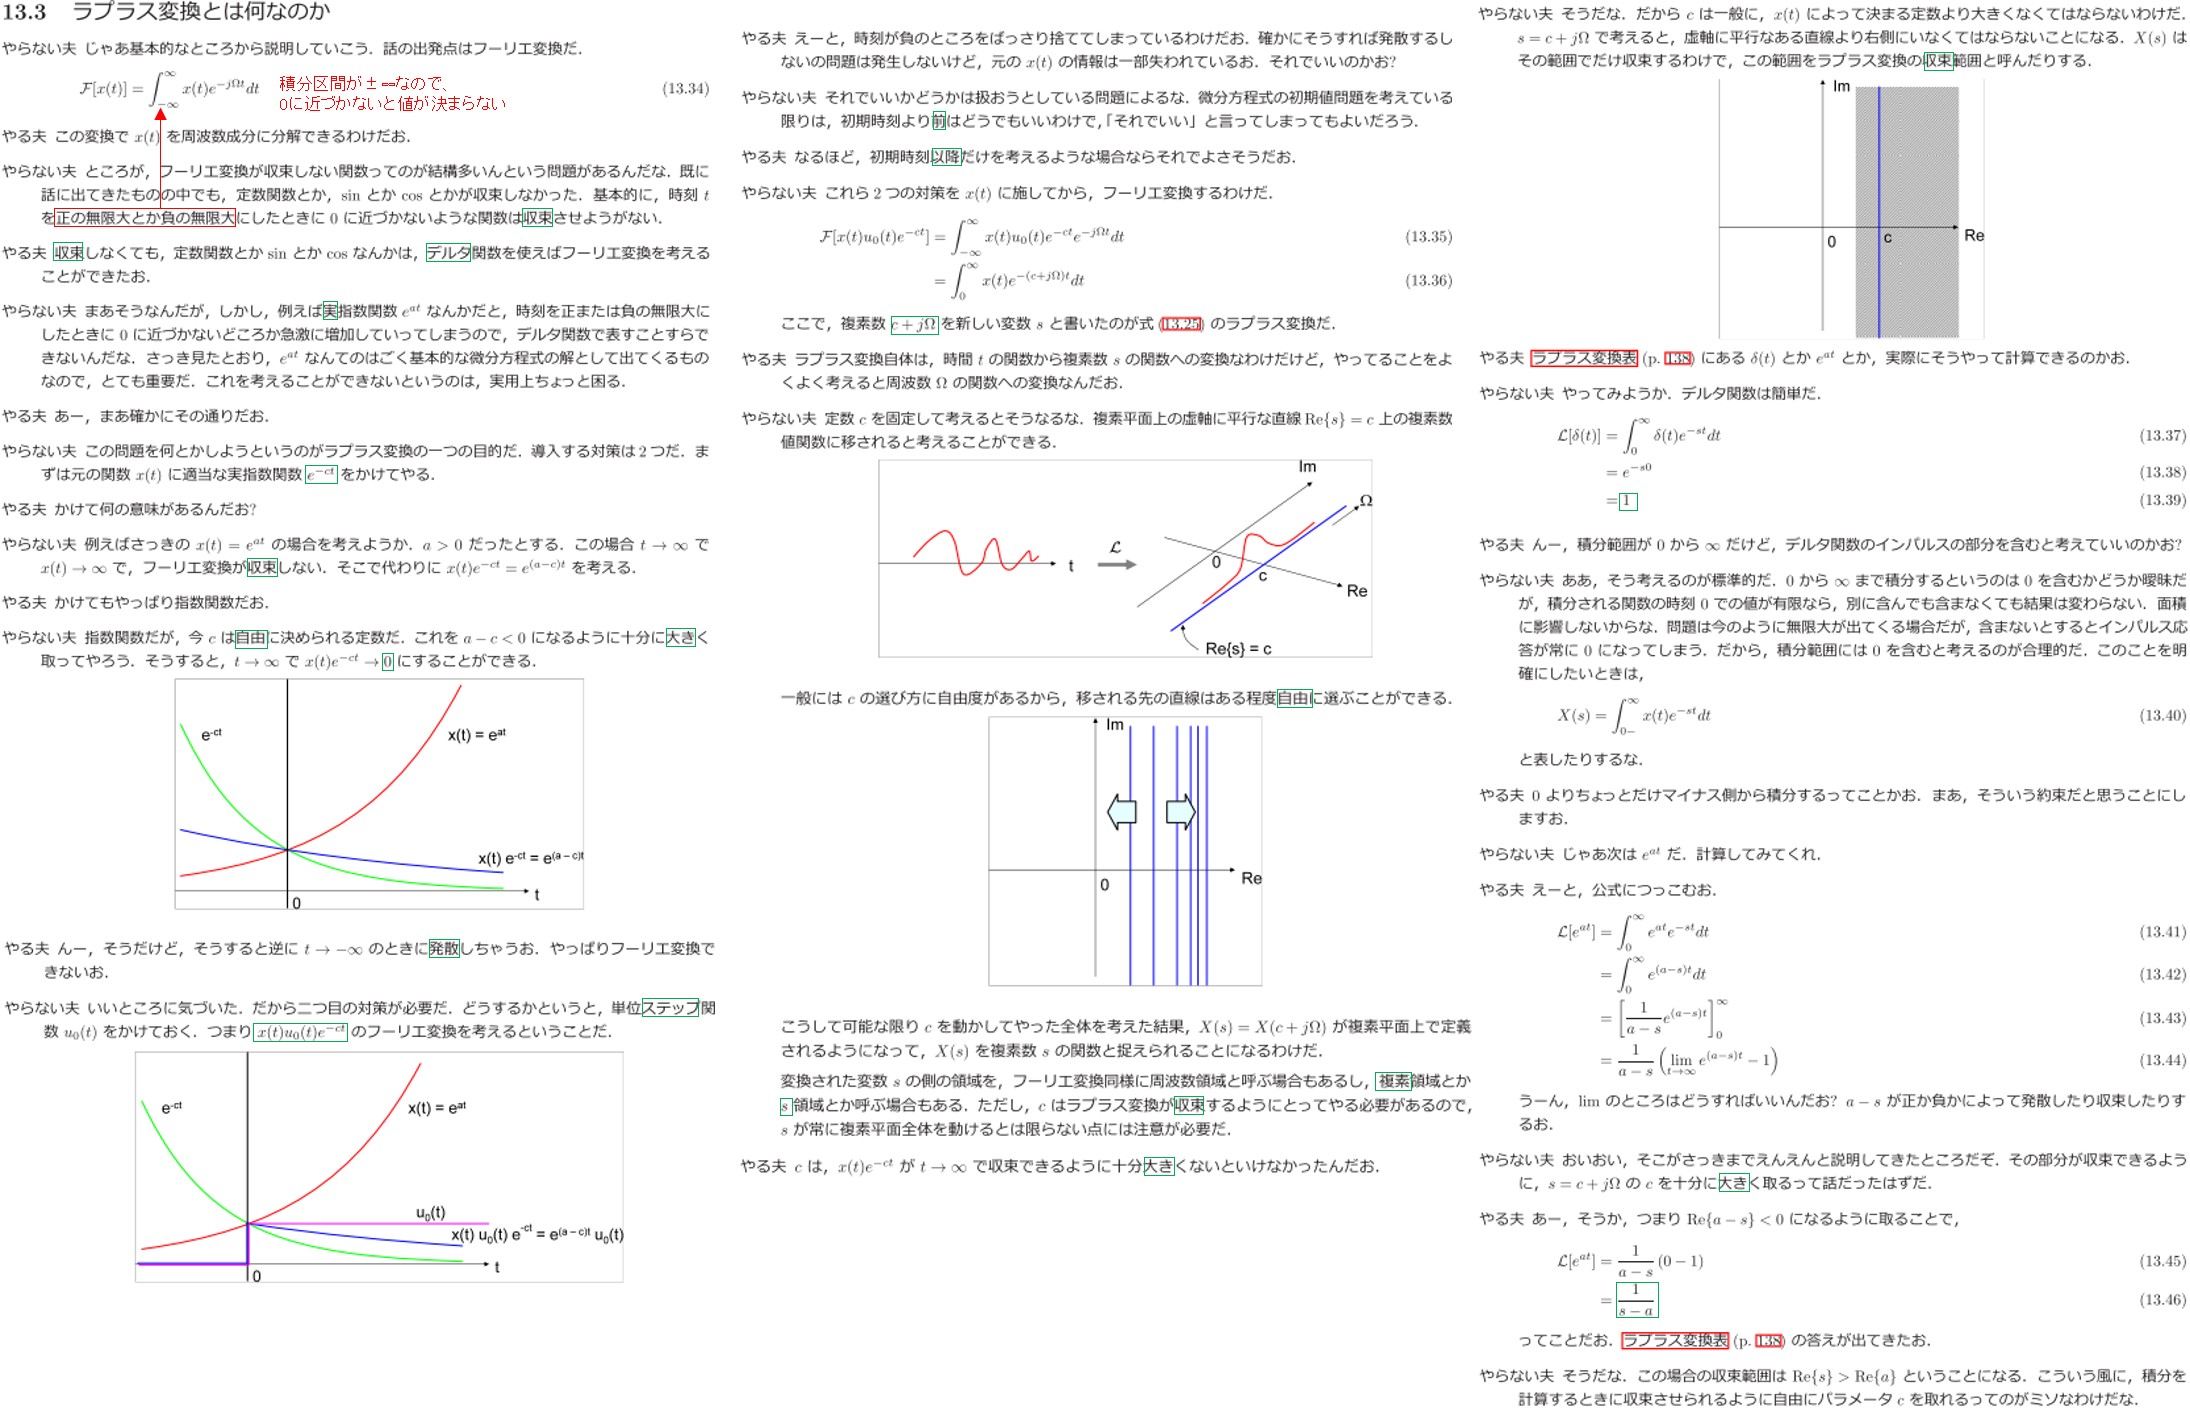 13.3 ラプラス変換とは何なのか
やらない夫 じゃあ基本的なところから説明していこう．話の出発点はフーリエ変換だ．
F[x(t)] = ∫_{−∞}^{∞} x(t)e^{−jΩt}dt (13.34)
積分区間が±∞なので、
0に近づかないと値が決まらない
やる夫 この変換で x(t) を周波数成分に分解できるわけだお．
やらない夫 ところが，フーリエ変換が収束しない関数ってのが結構多いんという問題があるんだな．既に
話に出てきたものの中でも，定数関数とか，sin とか cos とかが収束しなかった．基本的に，時刻 t
を正の無限大とか負の無限大にしたときに 0 に近づかないような関数は収束させようがない．
やる夫 収束しなくても，定数関数とか sin とか cos なんかは，デルタ関数を使えばフーリエ変換を考える
ことができたお．
やらない夫 まあそうなんだが，しかし，例えば実指数関数 e^{at} なんかだと，時刻を正または負の無限大に
したときに 0 に近づかないどころか急激に増加していってしまうので，デルタ関数で表すことすらで
きないんだな．さっき見たとおり，e^{at} なんてのはごく基本的な微分方程式の解として出てくるもの
なので，とても重要だ．これを考えることができないというのは，実用上ちょっと困る．
やる夫 あー，まあ確かにその通りだお．
やらない夫 この問題を何とかしようというのがラプラス変換の一つの目的だ．導入する対策は 2 つだ．ま
ずは元の関数 x(t) に適当な実指数関数 e^{−ct} をかけてやる．
やる夫 かけて何の意味があるんだお?
やらない夫 例えばさっきの x(t) = e^{at} の場合を考えようか．a > 0 だったとする．この場合 t → ∞ で
x(t) → ∞ で，フーリエ変換が収束しない．そこで代わりに x(t)e^{−ct} = e^{(a−c)t} を考える．
やる夫 かけてもやっぱり指数関数だお．
やらない夫 指数関数だが，今 c は自由に決められる定数だ．これを a − c < 0 になるように十分に大きく
取ってやろう．そうすると，t → ∞ で x(t)e^{−ct} → 0 にすることができる．
e^{-ct}
x(t) = e^{at}
x(t) e^{-ct} = e^{(a – c)t}
t
0
やる夫 んー，そうだけど，そうすると逆に t → −∞ のときに発散しちゃうお．やっぱりフーリエ変換で
きないお．
やらない夫 いいところに気づいた．だから二つ目の対策が必要だ．どうするかというと，単位ステップ関
数 u₀(t) をかけておく．つまり x(t)u₀(t)e^{−ct} のフーリエ変換を考えるということだ．
e^{-ct}
x(t) = e^{at}
u₀(t)
x(t) u₀(t) e^{-ct} = e^{(a – c)t} u₀(t)
t
0
やる夫 えーと，時刻が負のところをばっさり捨ててしまっているわけだお．確かにそうすれば発散するし
ないの問題は発生しないけど，元の x(t) の情報は一部失われているお．それでいいのかお?
やらない夫 それでいいかどうかは扱おうとしている問題によるな．微分方程式の初期値問題を考えている
限りは，初期時刻より前はどうでもいいわけで，「それでいい」と言ってしまってもよいだろう．
やる夫 なるほど，初期時刻以降だけを考えるような場合ならそれでよさそうだお．
やらない夫 これら 2 つの対策を x(t) に施してから，フーリエ変換するわけだ．
F[x(t)u₀(t)e^{−ct}] = ∫_{−∞}^{∞} x(t)u₀(t)e^{−ct}e^{−jΩt}dt (13.35)
= ∫_{0}^{∞} x(t)e^{−(c+jΩ)t}dt (13.36)
ここで，複素数 c + jΩ を新しい変数 s と書いたのが式 (13.25) のラプラス変換だ．
やる夫 ラプラス変換自体は，時間 t の関数から複素数 s の関数への変換なわけだけど，やってることをよ
くよく考えると周波数 Ω の関数への変換なんだお．
やらない夫 定数 c を固定して考えるとそうなるな．複素平面上の虚軸に平行な直線 Re{s} = c 上の複素数
値関数に移されると考えることができる．
Im
Ω
t
L
0
c
Re
Re{s} = c
一般には c の選び方に自由度があるから，移される先の直線はある程度自由に選ぶことができる．
Im
0
Re
こうして可能な限り c を動かしてやった全体を考えた結果，X(s) = X(c + jΩ) が複素平面上で定義
されるようになって，X(s) を複素数 s の関数と捉えられることになるわけだ．
変換された変数 s の側の領域を，フーリエ変換同様に周波数領域と呼ぶ場合もあるし，複素領域とか
s 領域とか呼ぶ場合もある．ただし，c はラプラス変換が収束するようにとってやる必要があるので，
s が常に複素平面全体を動けるとは限らない点には注意が必要だ．
やる夫 c は，x(t)e^{−ct} が t → ∞ で収束できるように十分大きくないといけなかったんだお．
やらない夫 そうだな．だから c は一般に，x(t) によって決まる定数より大きくなくてはならないわけだ．
s = c + jΩ で考えると，虚軸に平行なある直線より右側にいなくてはならないことになる．X(s) は
その範囲でだけ収束するわけで，この範囲をラプラス変換の収束範囲と呼んだりする．
Im
0
c
Re
やる夫 ラプラス変換表 (p. 138) にある δ(t) とか e^{at} とか，実際にそうやって計算できるのかお．
やらない夫 やってみようか．デルタ関数は簡単だ．
L[δ(t)] = ∫_{0}^{∞} δ(t)e^{−st}dt (13.37)
= e^{−s0} (13.38)
= 1 (13.39)
やる夫 んー，積分範囲が 0 から ∞ だけど，デルタ関数のインパルスの部分を含むと考えていいのかお?
やらない夫 ああ，そう考えるのが標準的だ．0 から ∞ まで積分するというのは 0 を含むかどうか曖昧だ
が，積分される関数の時刻 0 での値が有限なら，別に含んでも含まなくても結果は変わらない．面積
に影響しないからな．問題は今のように無限大が出てくる場合だが，含まないとするとインパルス応
答が常に 0 になってしまう．だから，積分範囲には 0 を含むと考えるのが合理的だ．このことを明
確にしたいときは，
X(s) = ∫_{0−}^{∞} x(t)e^{−st}dt (13.40)
と表したりするな．
やる夫 0 よりちょっとだけマイナス側から積分するってことかお．まあ，そういう約束だと思うことにし
ますお．
やらない夫 じゃあ次は e^{at} だ．計算してみてくれ．
やる夫 えーと，公式につっこむお．
L[e^{at}] = ∫_{0}^{∞} e^{at}e^{−st}dt (13.41)
= ∫_{0}^{∞} e^{(a−s)t}dt (13.42)
= [1/(a − s) e^{(a−s)t}]_{0}^{∞} (13.43)
= 1/(a − s) (lim_{t→∞} e^{(a−s)t} − 1) (13.44)
うーん，lim のところはどうすればいいんだお? a − s が正か負かによって発散したり収束したりす
るお．
やらない夫 おいおい，そこがさっきまでえんえんと説明してきたところだぞ．その部分が収束できるよう
に，s = c + jΩ の c を十分に大きく取るって話だったはずだ．
やる夫 あー，そうか，つまり Re{a − s} < 0 になるように取ることで，
L[e^{at}] = 1/(a − s) (0 − 1) (13.45)
= 1/(s − a) (13.46)
ってことだお．ラプラス変換表 (p. 138) の答えが出てきたお．
やらない夫 そうだな．この場合の収束範囲は Re{s} > Re{a} ということになる．こういう風に，積分を
計算するときに収束させられるように自由にパラメータ c を取れるってのがミソなわけだな．